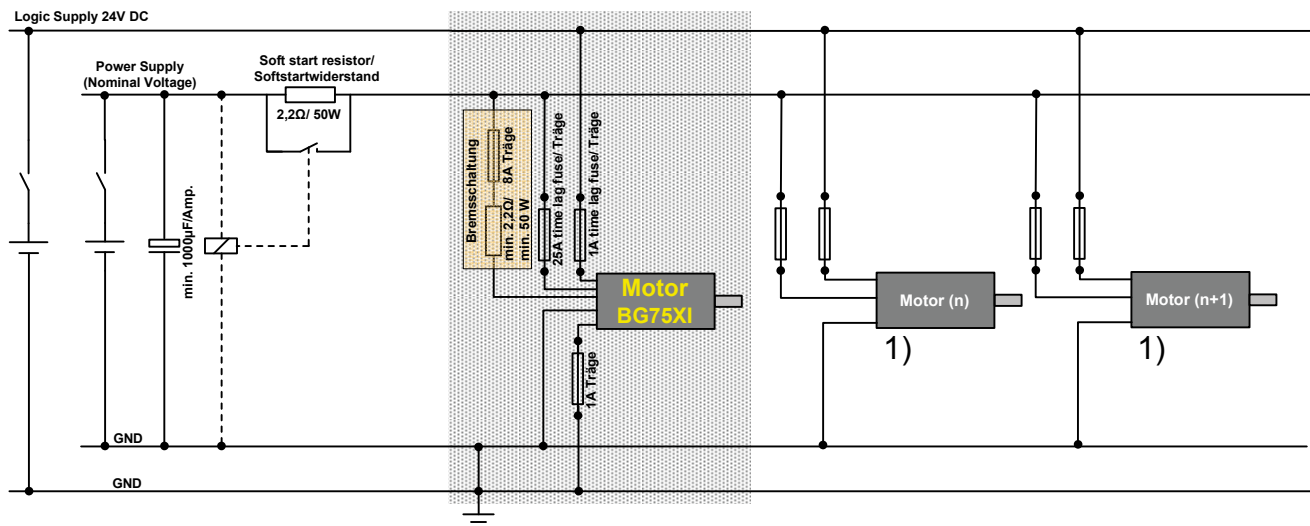 Logic Supply 24V DC
Power Supply
(Nominal Voltage)
Soft start resistor/
Softstartwiderstand
2,2Ω/ 50W
min. 1000µF/Amp.
Bremsschaltung
8A Träge
min. 2,2Ω/
min. 50 W
25A time lag fuse/ Träge
1A time lag fuse/ Träge
Motor
BG75XI
1A Träge
Motor (n)
1)
Motor (n+1)
1)
GND
GND